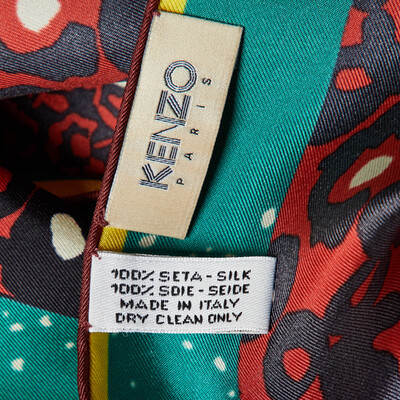 KENZO
PARIS
100% SETA - SILK
100% SOIE - SEIDE
MADE IN ITALY
DRY CLEAN ONLY